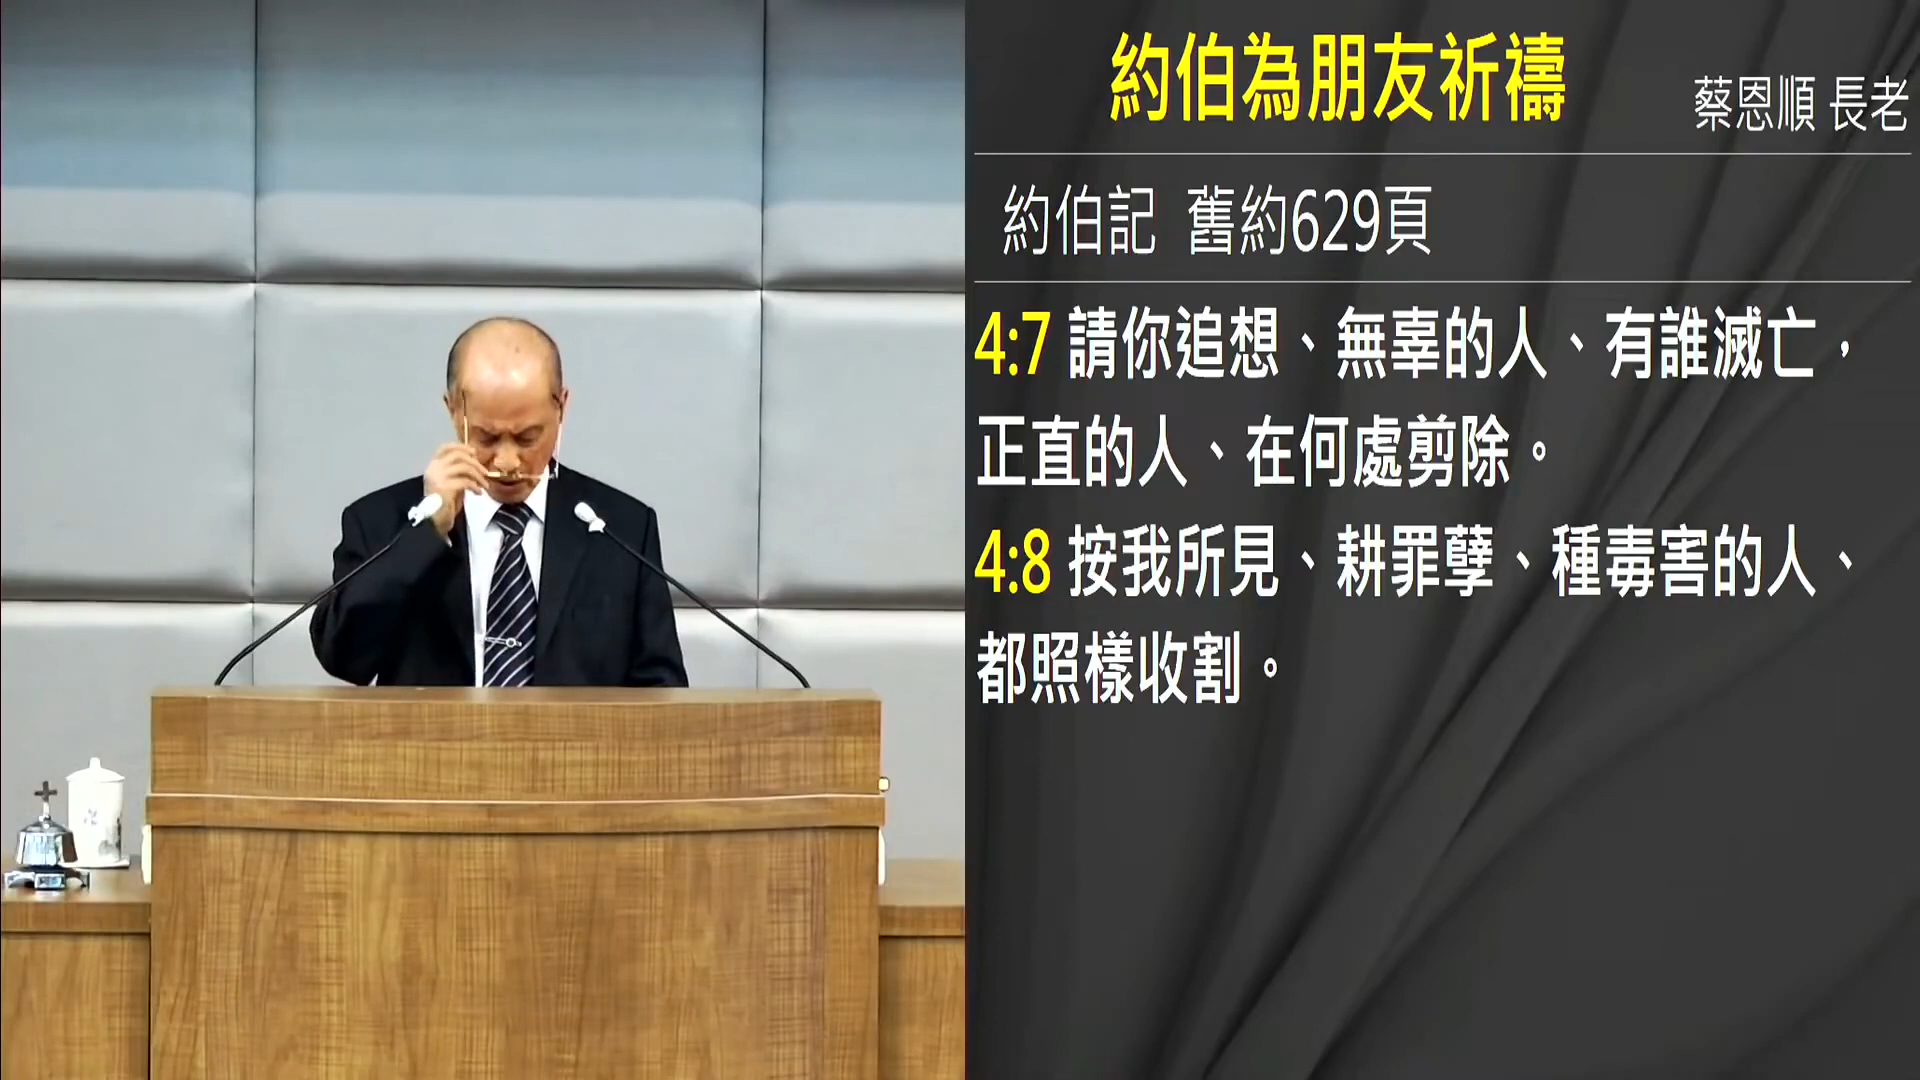 約伯為朋友祈禱
蔡恩順 長老
約伯記 舊約629頁
4:7 請你追想、無辜的人、有誰滅亡，
正直的人、在何處剪除。
4:8 按我所見、耕罪孽、種毒害的人、
都照樣收割。